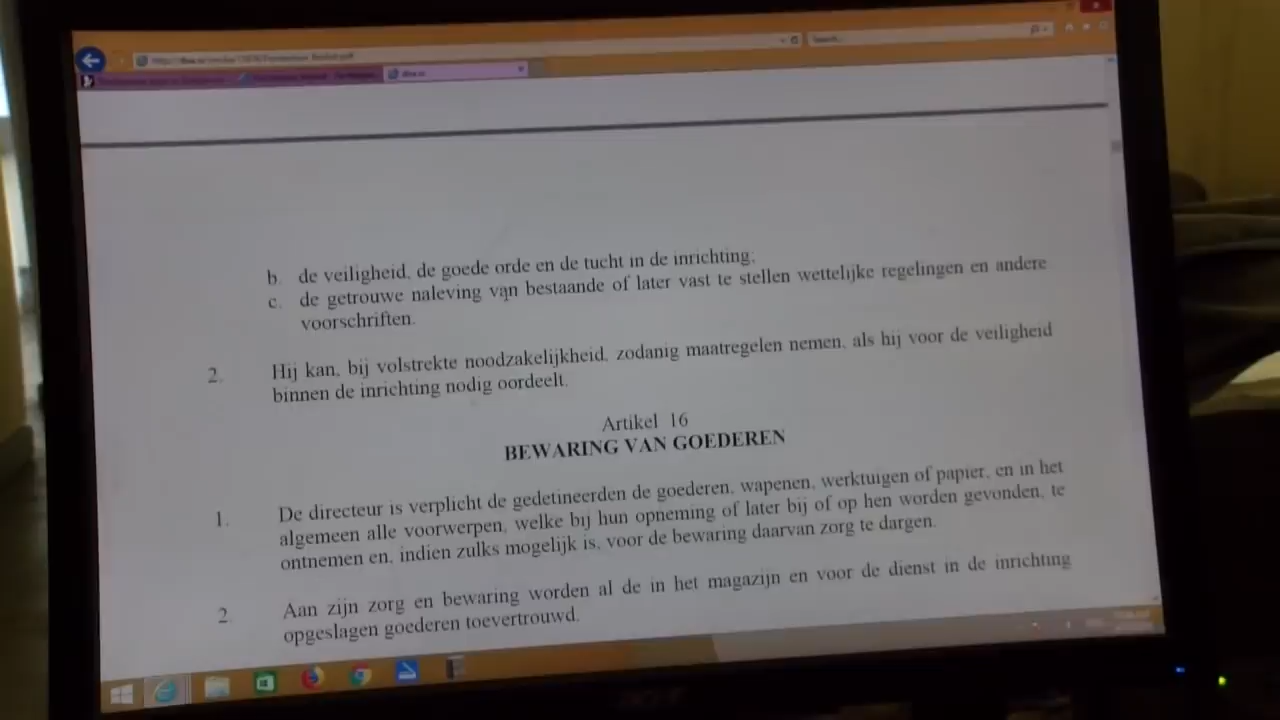 b. de veiligheid, de goede orde en de tucht in de inrichting;
c. de getrouwe naleving van bestaande of later vast te stellen wettelijke regelingen en andere
voorschriften.
2. Hij kan, bij volstrekte noodzakelijkheid, zodanig maatregelen nemen, als hij voor de veiligheid
binnen de inrichting nodig oordeelt.
Artikel 16
BEWARING VAN GOEDEREN
1. De directeur is verplicht de gedetineerden de goederen, wapenen, werktuigen of papier, en in het
algemeen alle voorwerpen, welke bij hun opneming of later bij of op hen worden gevonden, te
ontnemen en, indien zulks mogelijk is, voor de bewaring daarvan zorg te dargen.
2. Aan zijn zorg en bewaring worden al de in het magazijn en voor de dienst in de inrichting
opgeslagen goederen toevertrouwd.